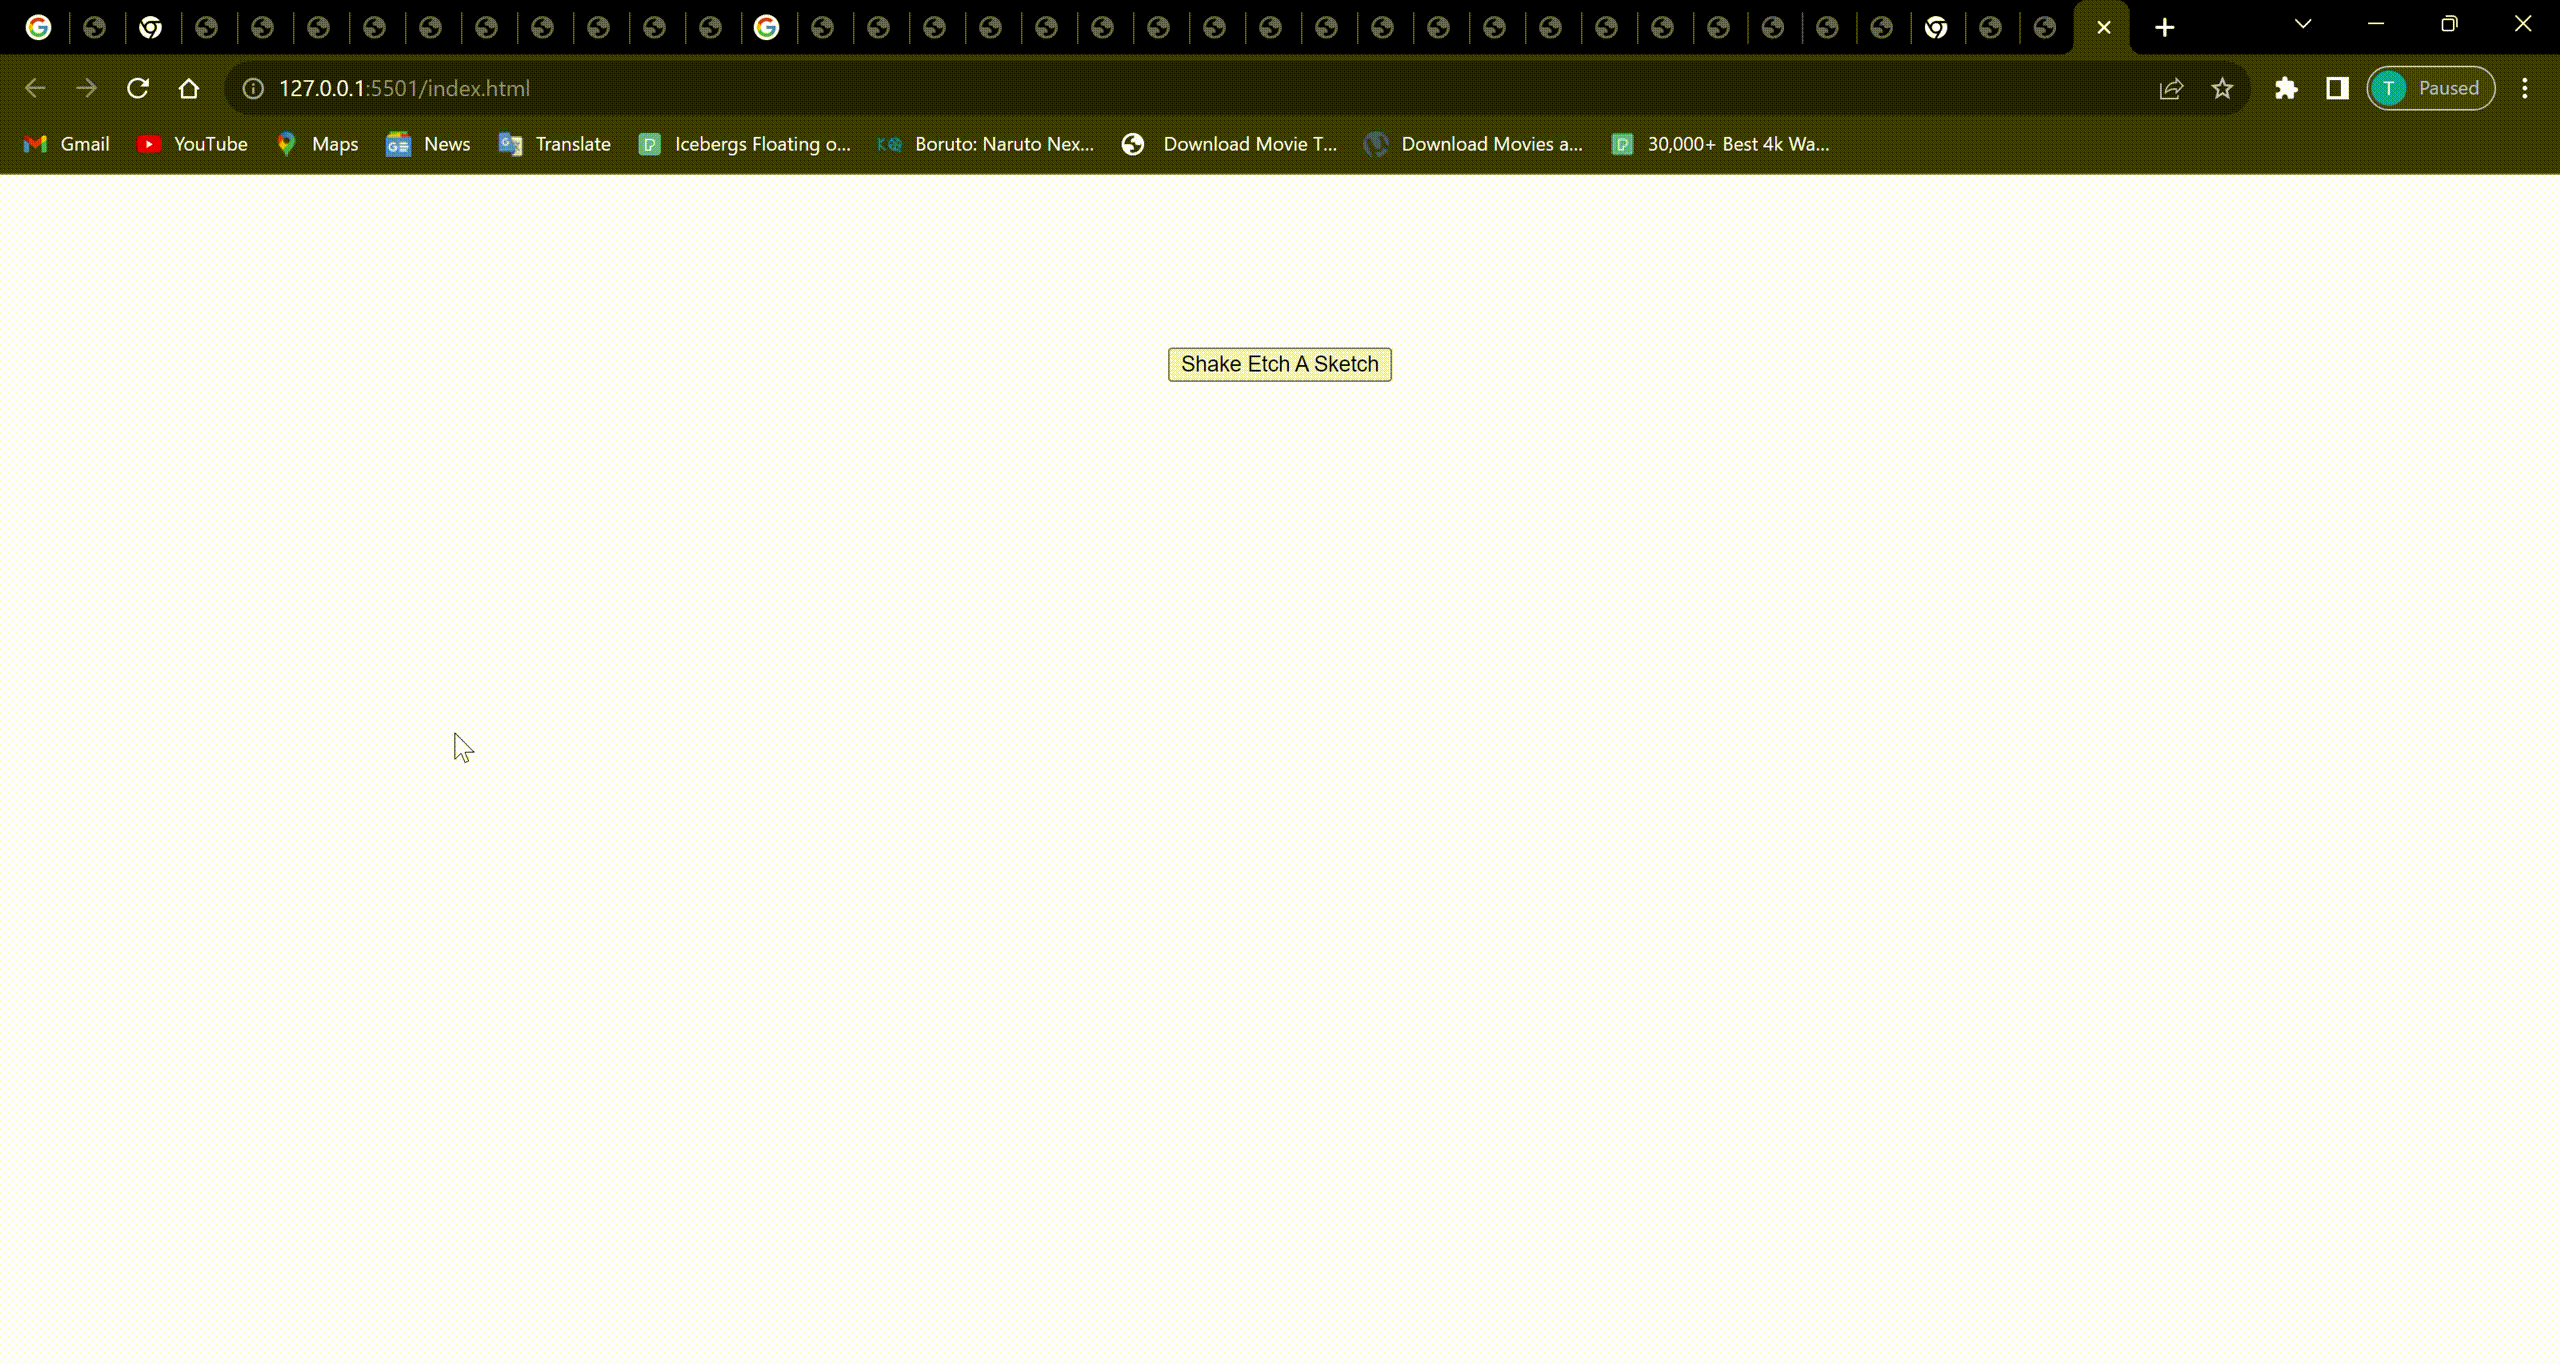 127.0.0.1:5501/index.html
T Paused
Gmail YouTube Maps News Translate Icebergs Floating o... Boruto: Naruto Nex... Download Movie T... Download Movies a... 30,000+ Best 4k Wa...
Shake Etch A Sketch